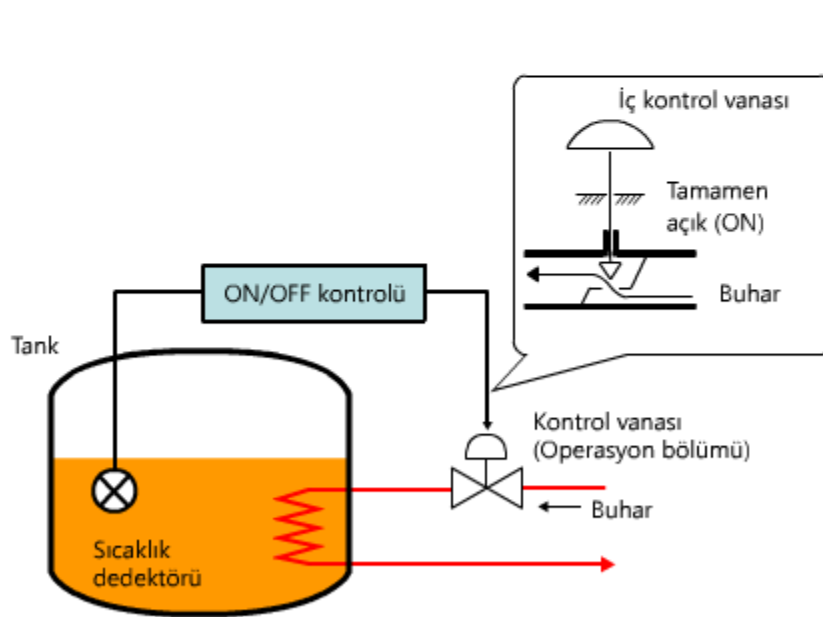 İç kontrol vanası
Tamamen
açık (ON)
Buhar
ON/OFF kontrolü
Tank
Kontrol vanası
(Operasyon bölümü)
Buhar
Sıcaklık
dedektörü